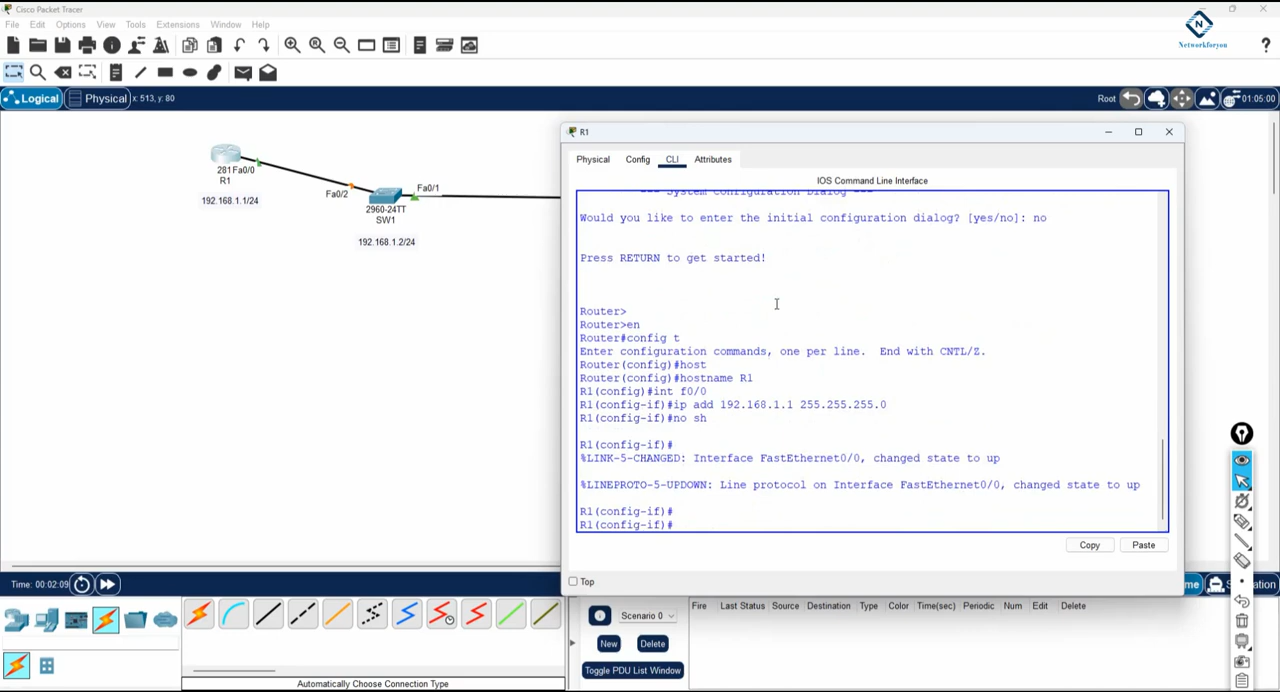 Cisco Packet Tracer
File Edit Options View Tools Extensions Window Help
N
Networkforyou
?
Logical Physical x: 513, y: 80 Root 01:05:00
281 Fa0/0
R1
192.168.1.1/24
Fa0/2
Fa0/1
2960-24TT
SW1
192.168.1.2/24
R1
Physical Config CLI Attributes
IOS Command Line Interface
--- System Configuration Dialog ---
Would you like to enter the initial configuration dialog? [yes/no]: no
Press RETURN to get started!
Router>
Router>en
Router#config t
Enter configuration commands, one per line.  End with CNTL/Z.
Router(config)#host
Router(config)#hostname R1
R1(config)#int f0/0
R1(config-if)#ip add 192.168.1.1 255.255.255.0
R1(config-if)#no sh
R1(config-if)#
%LINK-5-CHANGED: Interface FastEthernet0/0, changed state to up
%LINEPROTO-5-UPDOWN: Line protocol on Interface FastEthernet0/0, changed state to up
R1(config-if)#
R1(config-if)#
Copy Paste
Top
Time: 00:02:09
me
ation
Scenario 0
New Delete
Toggle PDU List Window
Fire Last Status Source Destination Type Color Time(sec) Periodic Num Edit Delete
Automatically Choose Connection Type